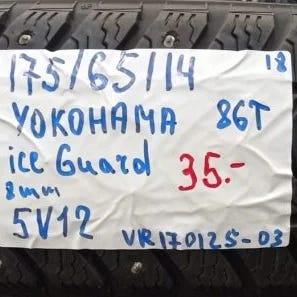 175/65/14 18
YOKOHAMA 86T
ice Guard 35.-
8mm
5V12 VR170125-03